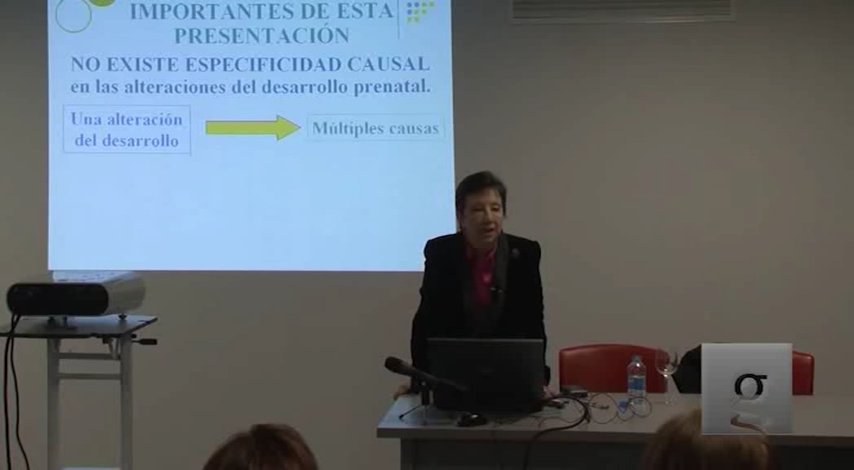 IMPORTANTES DE ESTA
PRESENTACIÓN
NO EXISTE ESPECIFICIDAD CAUSAL
en las alteraciones del desarrollo prenatal.
Una alteración
del desarrollo
Múltiples causas
g